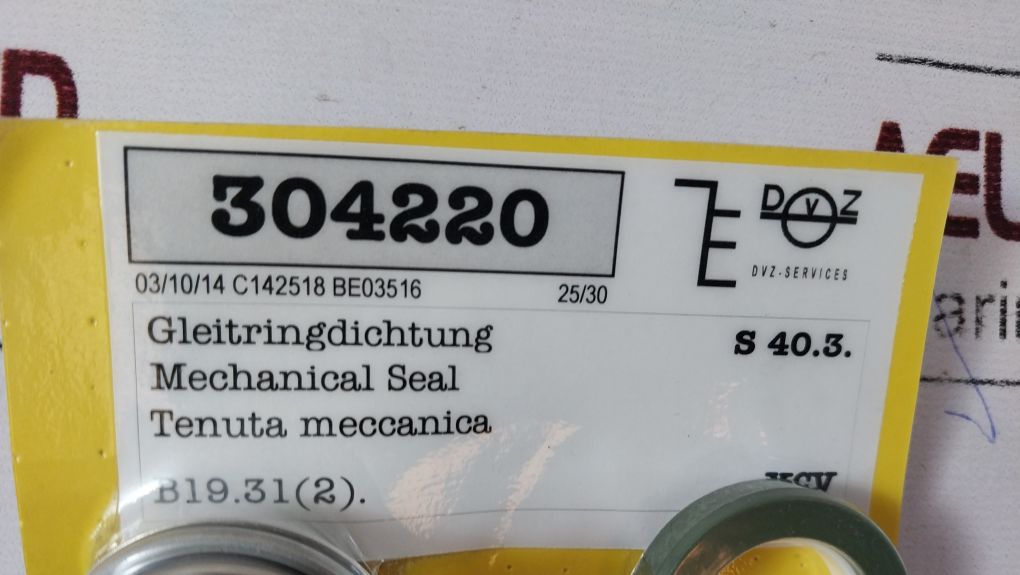 304220
D V Z
DVZ-SERVICES
03/10/14 C142518 BE03516 25/30
Gleitringdichtung S 40.3.
Mechanical Seal
Tenuta meccanica
B19.31(2).